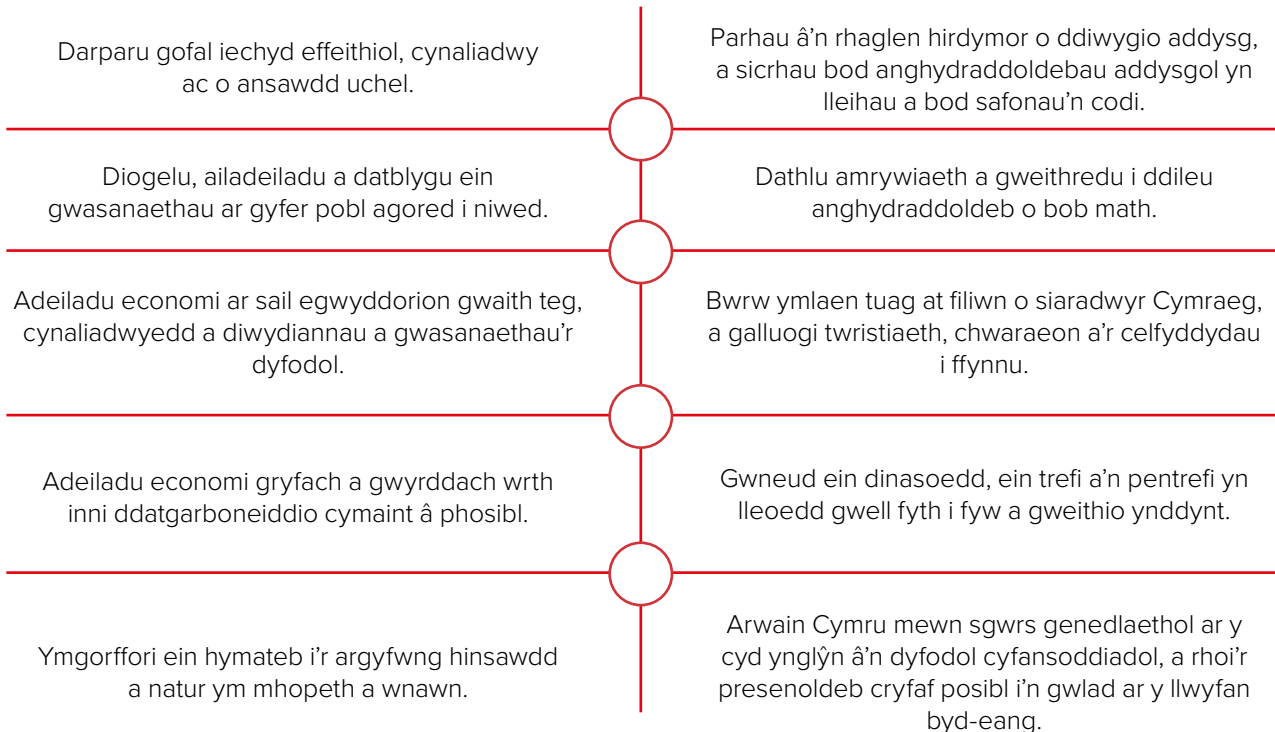 Darparu gofal iechyd effeithiol, cynaliadwy
ac o ansawdd uchel.
Parhau â'n rhaglen hirdymor o ddiwygio addysg,
a sicrhau bod anghydraddoldebau addysgol yn
lleihau a bod safonau'n codi.
Diogelu, ailadeiladu a datblygu ein
gwasanaethau ar gyfer pobl agored i niwed.
Dathlu amrywiaeth a gweithredu i ddileu
anghydraddoldeb o bob math.
Adeiladu economi ar sail egwyddorion gwaith teg,
cynaliadwyedd a diwydiannau a gwasanaethau'r
dyfodol.
Bwrw ymlaen tuag at filiwn o siaradwyr Cymraeg,
a galluogi twristiaeth, chwaraeon a'r celfyddydau
i ffynnu.
Adeiladu economi gryfach a gwyrddach wrth
inni ddatgarboneiddio cymaint â phosibl.
Gwneud ein dinasoedd, ein trefi a'n pentrefi yn
lleoedd gwell fyth i fyw a gweithio ynddynt.
Ymgorffori ein hymateb i'r argyfwng hinsawdd
a natur ym mhopeth a wnawn.
Arwain Cymru mewn sgwrs genedlaethol ar y
cyd ynglŷn â'n dyfodol cyfansoddiadol, a rhoi'r
presenoldeb cryfaf posibl i'n gwlad ar y llwyfan
byd-eang.